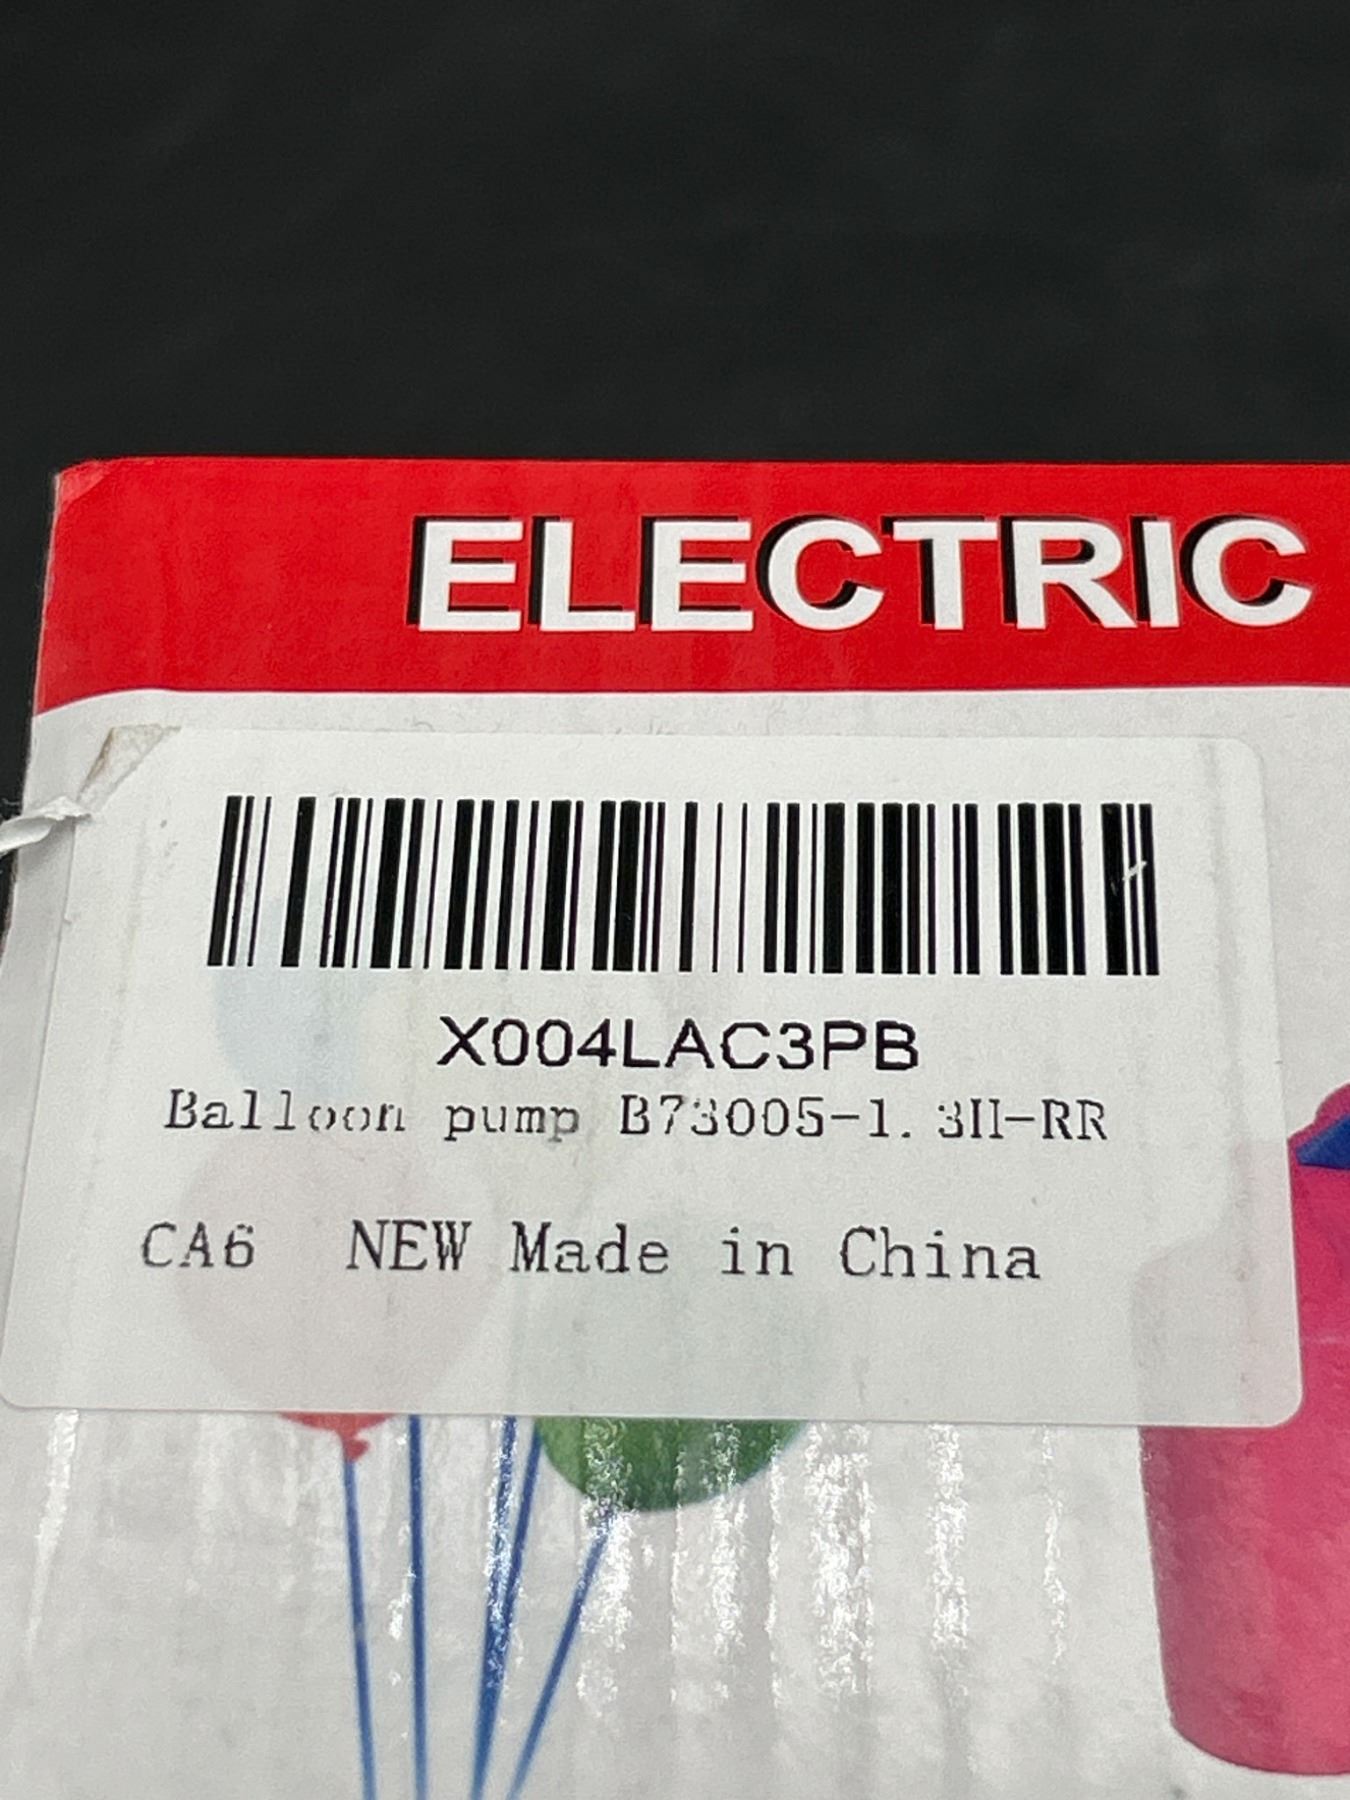 ELECTRIC
X004LAC3PB
Balloon pump B73005-1.3H-RR
CA6 NEW Made in China